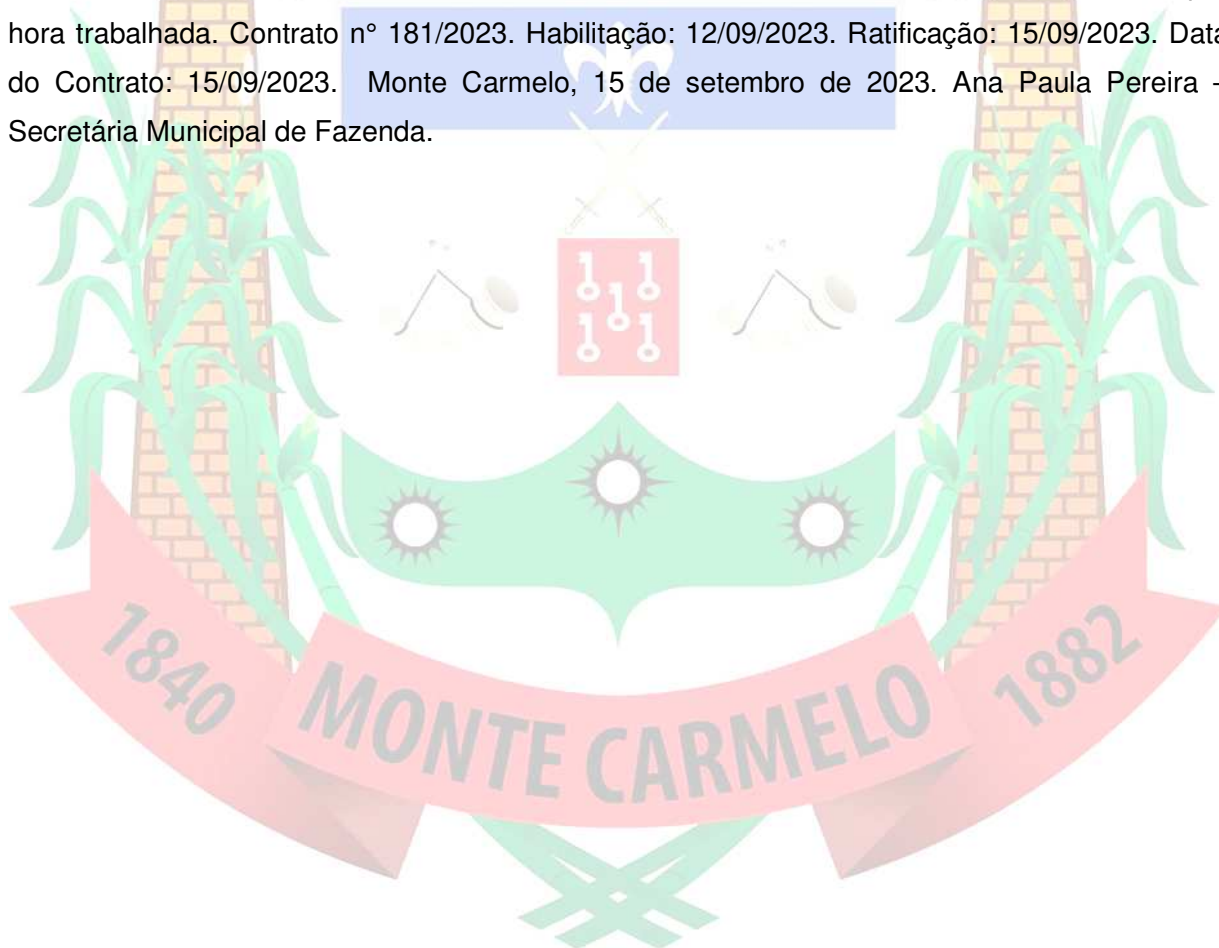 hora trabalhada. Contrato n° 181/2023. Habilitação: 12/09/2023. Ratificação: 15/09/2023. Data
do Contrato: 15/09/2023. Monte Carmelo, 15 de setembro de 2023. Ana Paula Pereira -
Secretária Municipal de Fazenda.
1840 MONTE CARMELO 1882